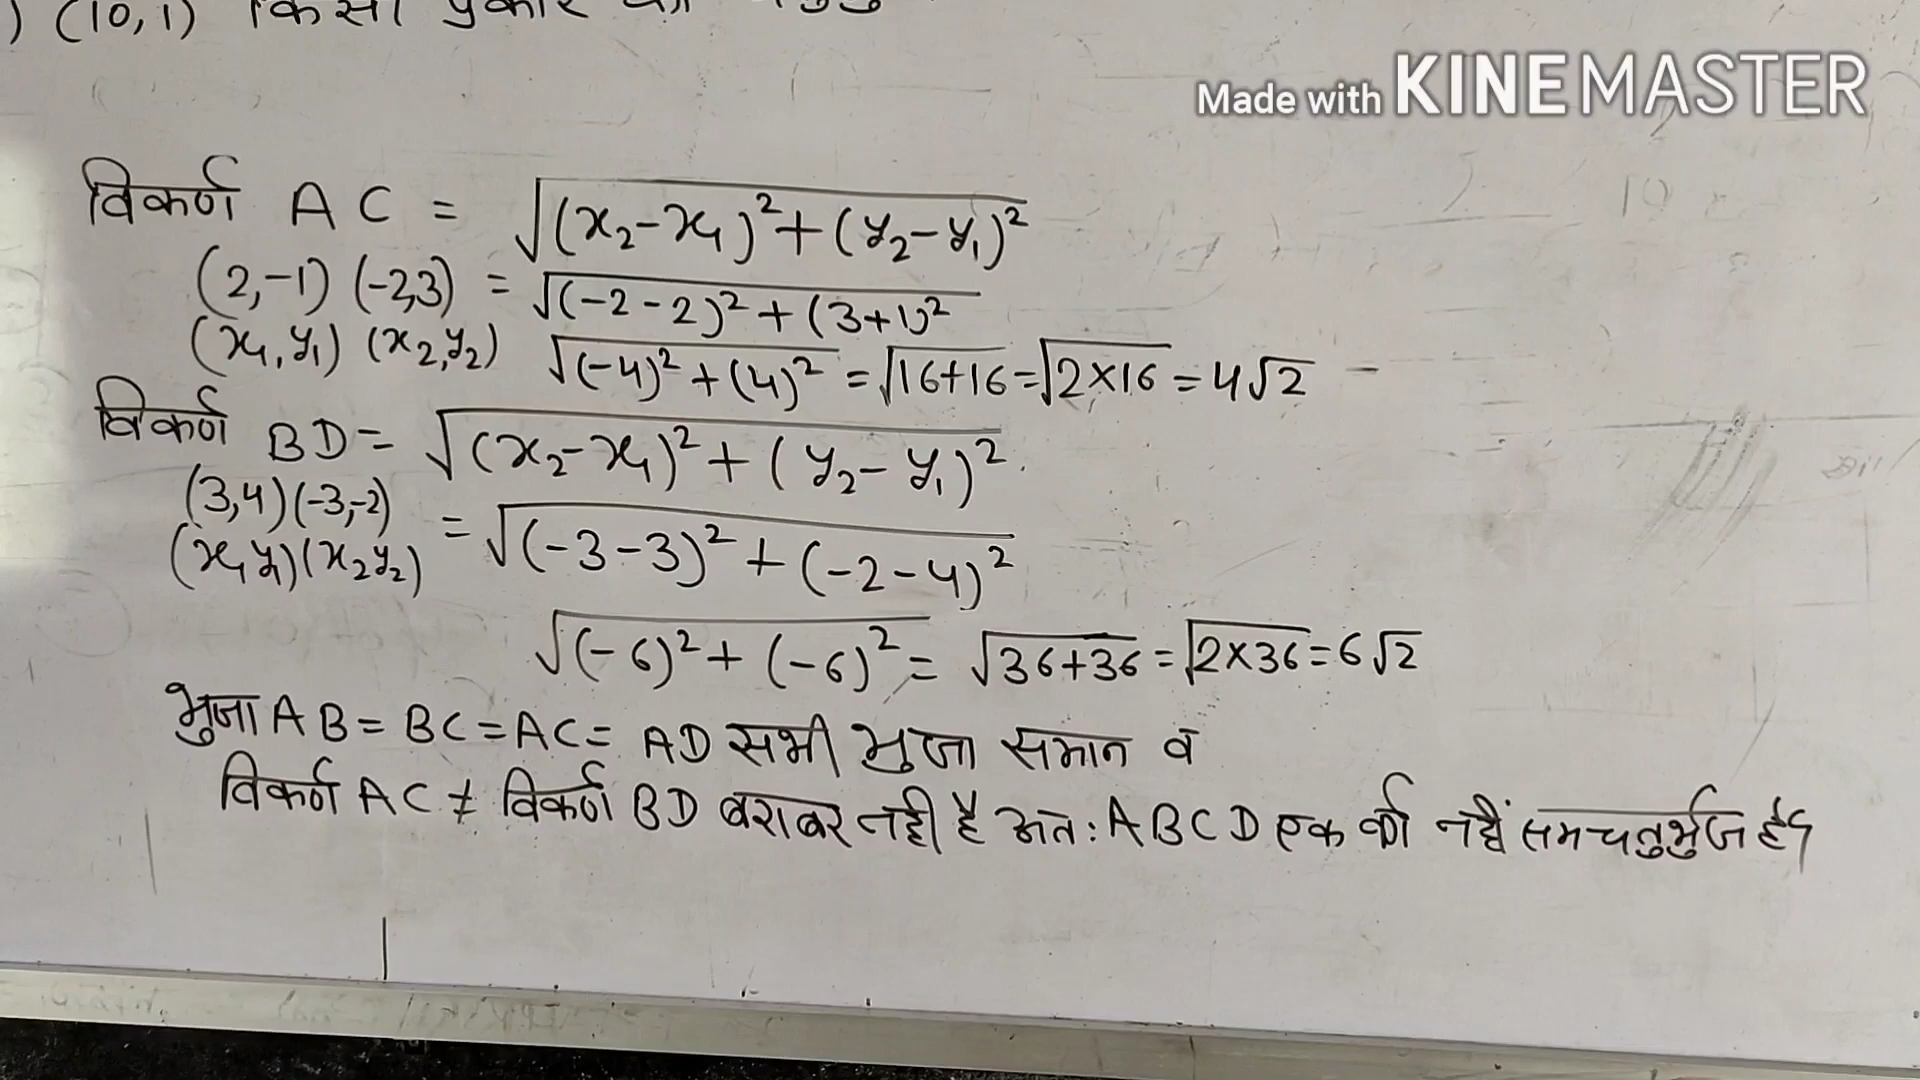 ) (10,1) किसी प्रकार
Made with KINEMASTER
विकर्ण AC = √(x₂-x₁)²+(y₂-y₁)²
(2,-1) (-2,3) = √(-2-2)²+(3+1)²
(x₁,y₁) (x₂,y₂) √(-4)²+(4)² = √16+16 = √2×16 = 4√2
विकर्ण BD = √(x₂-x₁)²+(y₂-y₁)²
(3,4)(-3,-2) = √(-3-3)²+(-2-4)²
(x₁y₁)(x₂y₂)
√(-6)²+(-6)² = √36+36 = √2×36 = 6√2
भुजा AB = BC = AC = AD सभी भुजा समान व
विकर्ण AC ≠ विकर्ण BD बराबर नही है अत: ABCD एक नहीं समचतुर्भुज है